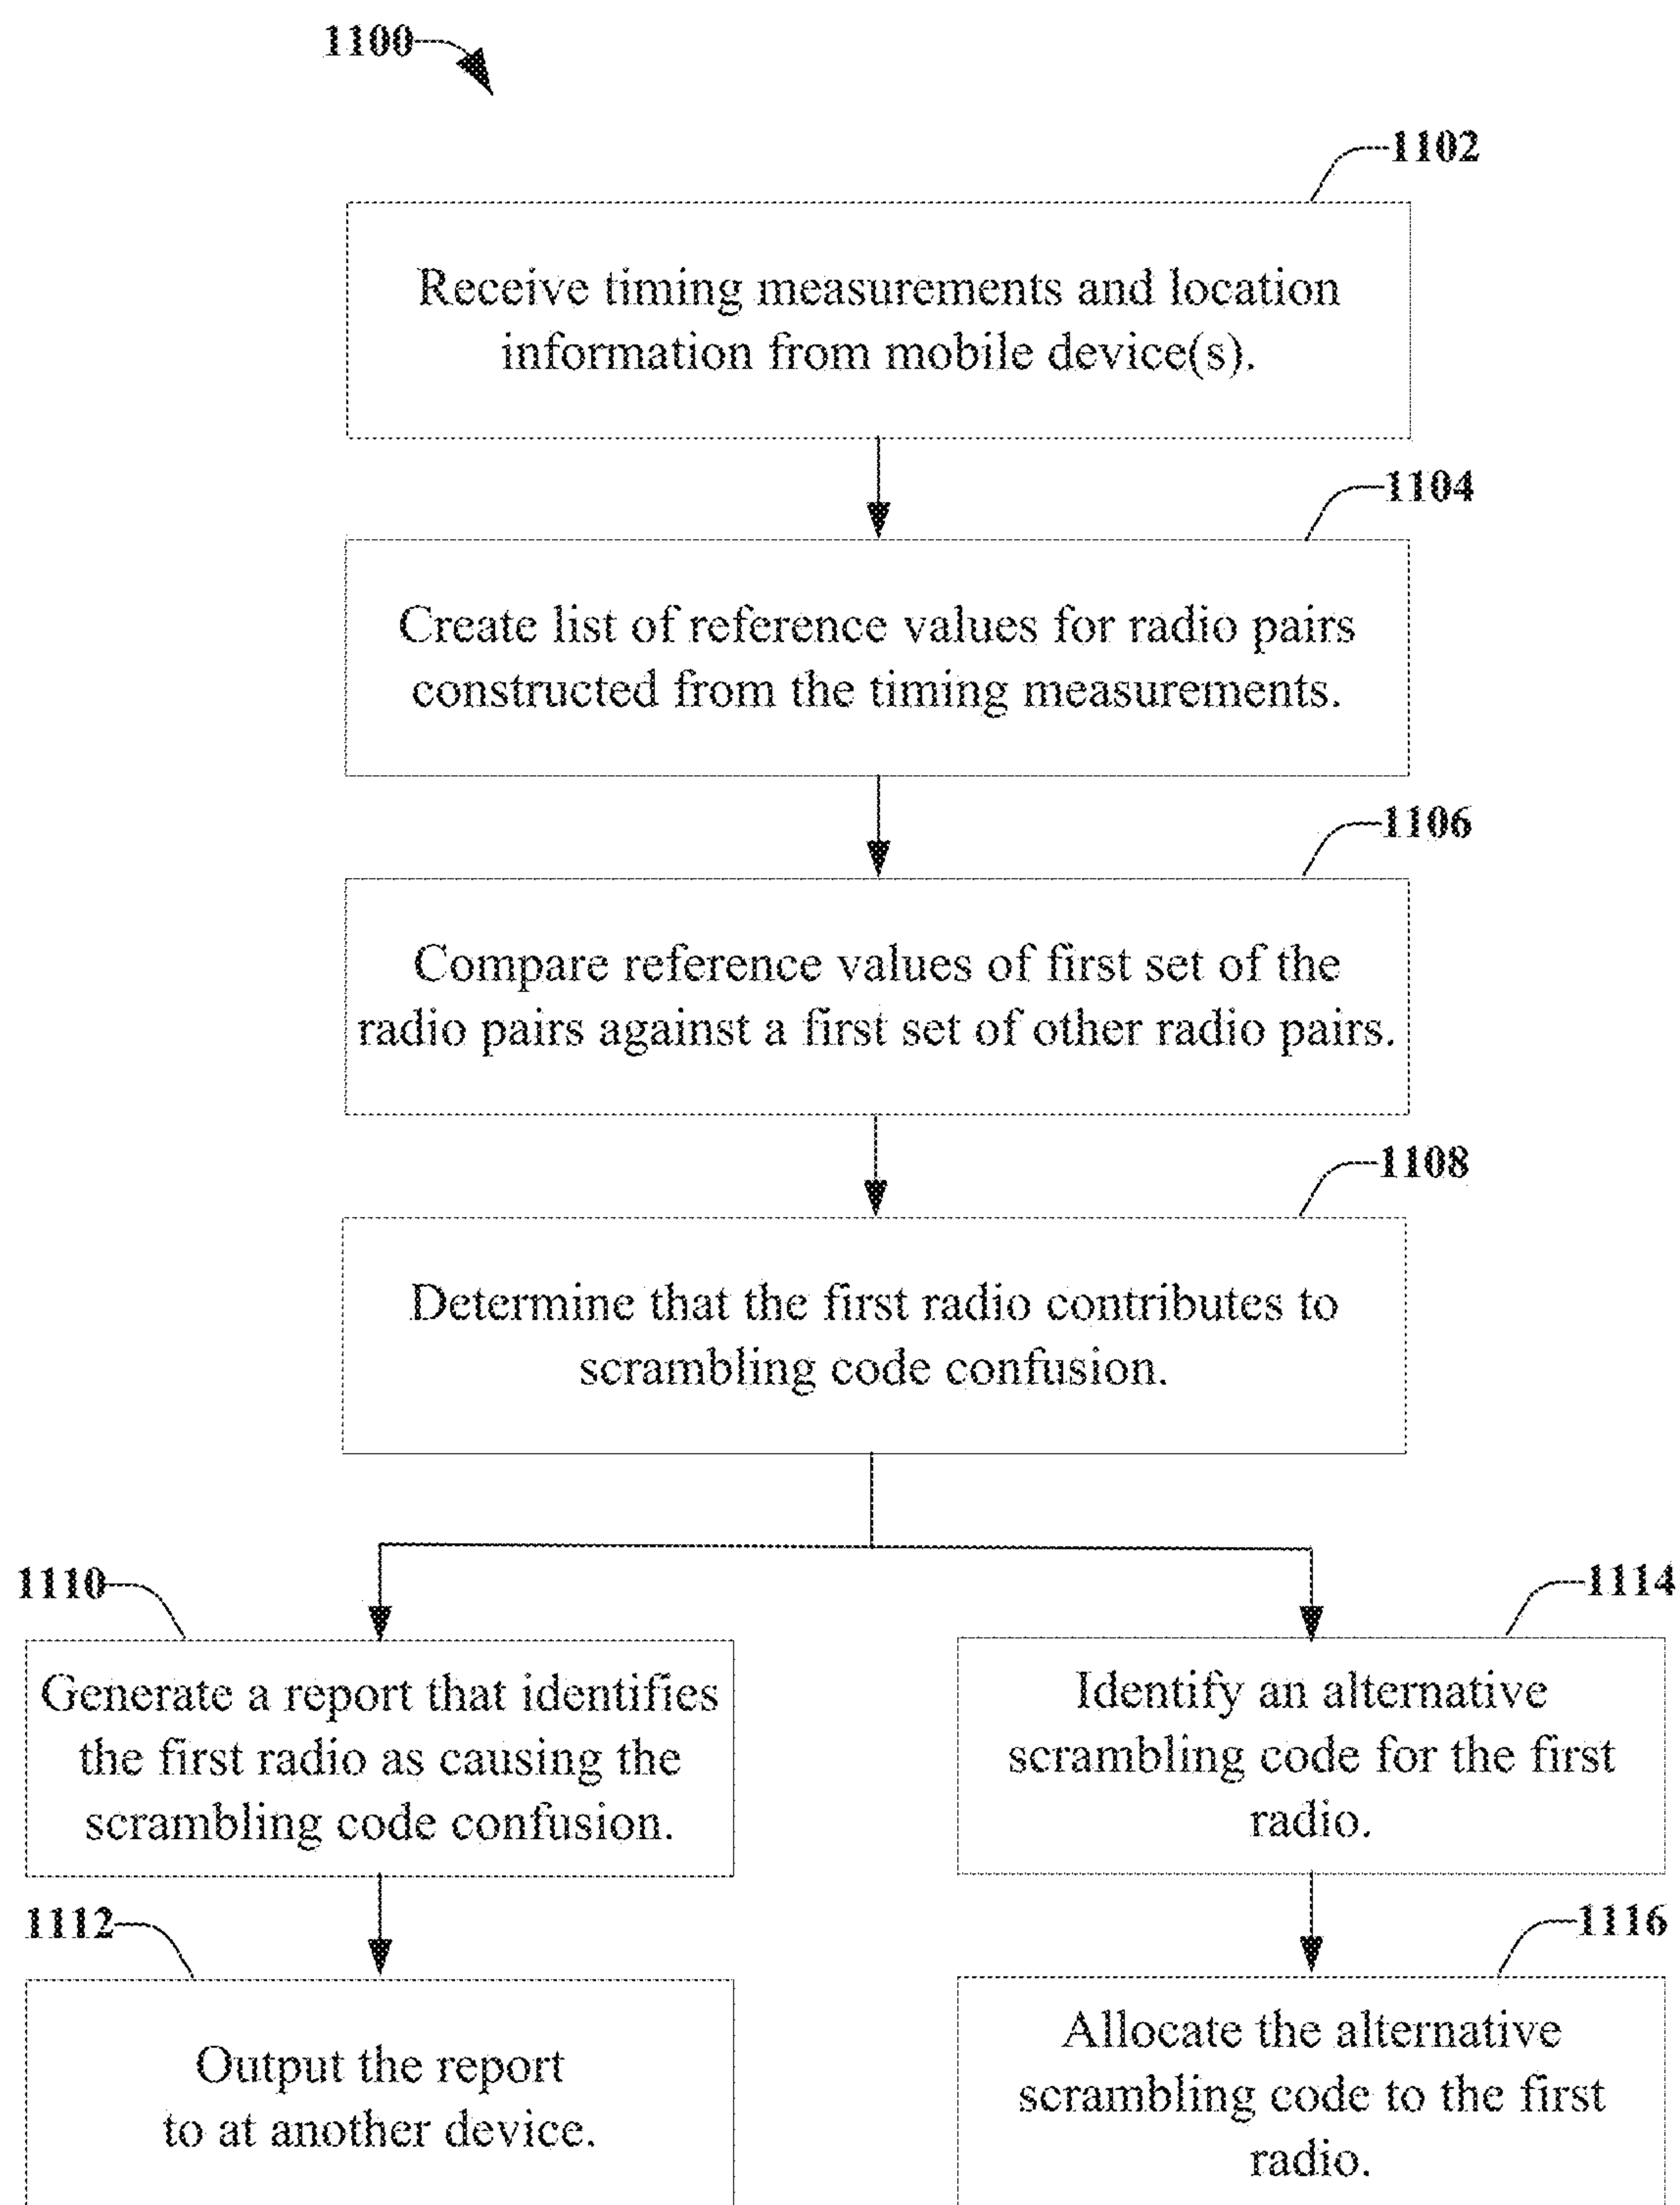 1100
1102
Receive timing measurements and location
information from mobile device(s).
1104
Create list of reference values for radio pairs
constructed from the timing measurements.
1106
Compare reference values of first set of the
radio pairs against a first set of other radio pairs.
1108
Determine that the first radio contributes to
scrambling code confusion.
1110
Generate a report that identifies
the first radio as causing the
scrambling code confusion.
1112
Output the report
to at another device.
1114
Identify an alternative
scrambling code for the first
radio.
1116
Allocate the alternative
scrambling code to the first
radio.